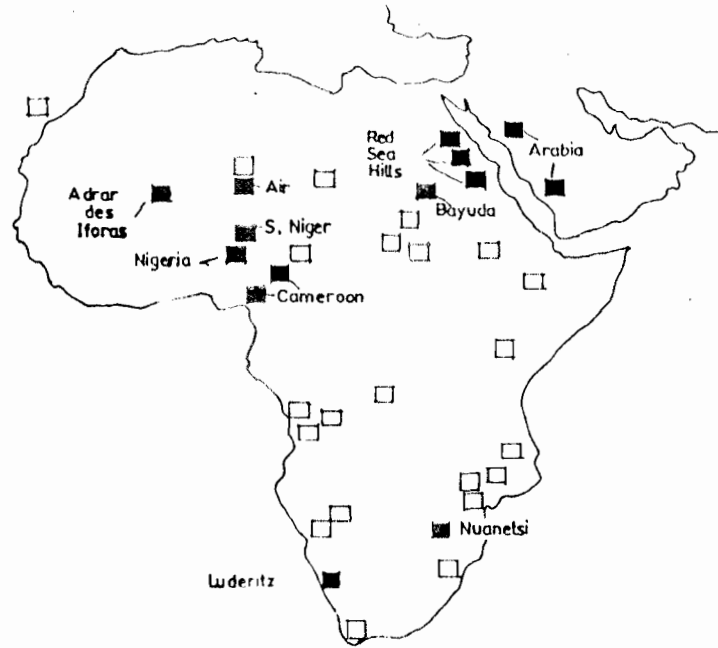 Red
Sea
Hills
Arabia
Adrar
des
Iforas
Air
Bayuda
S. Niger
Nigeria
Cameroon
Nuanetsi
Luderitz